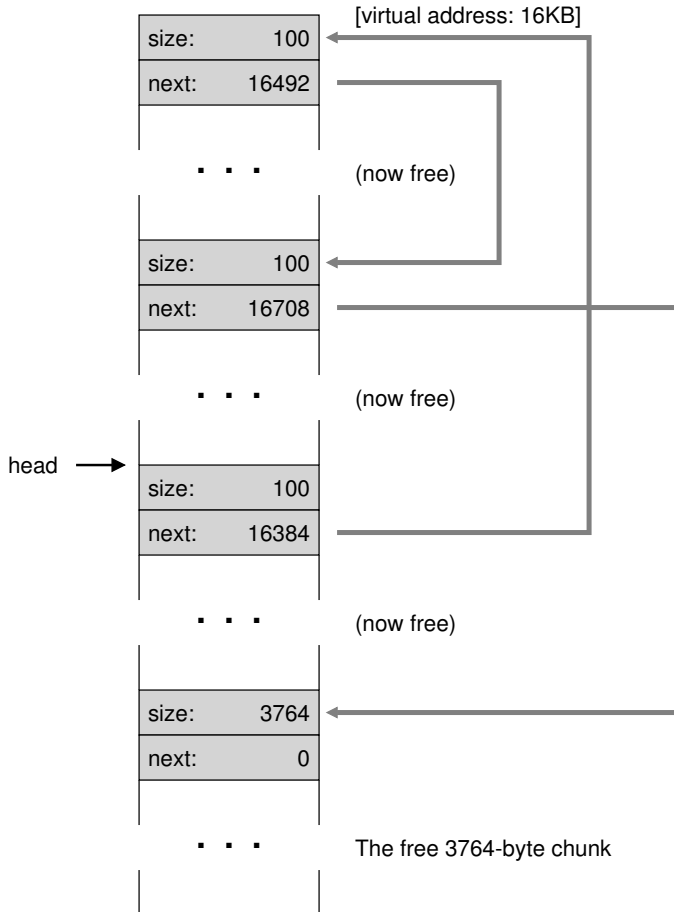 [virtual address: 16KB]
size: 100
next: 16492
. . .
(now free)
size: 100
next: 16708
. . .
(now free)
head
size: 100
next: 16384
. . .
(now free)
size: 3764
next: 0
. . .
The free 3764-byte chunk